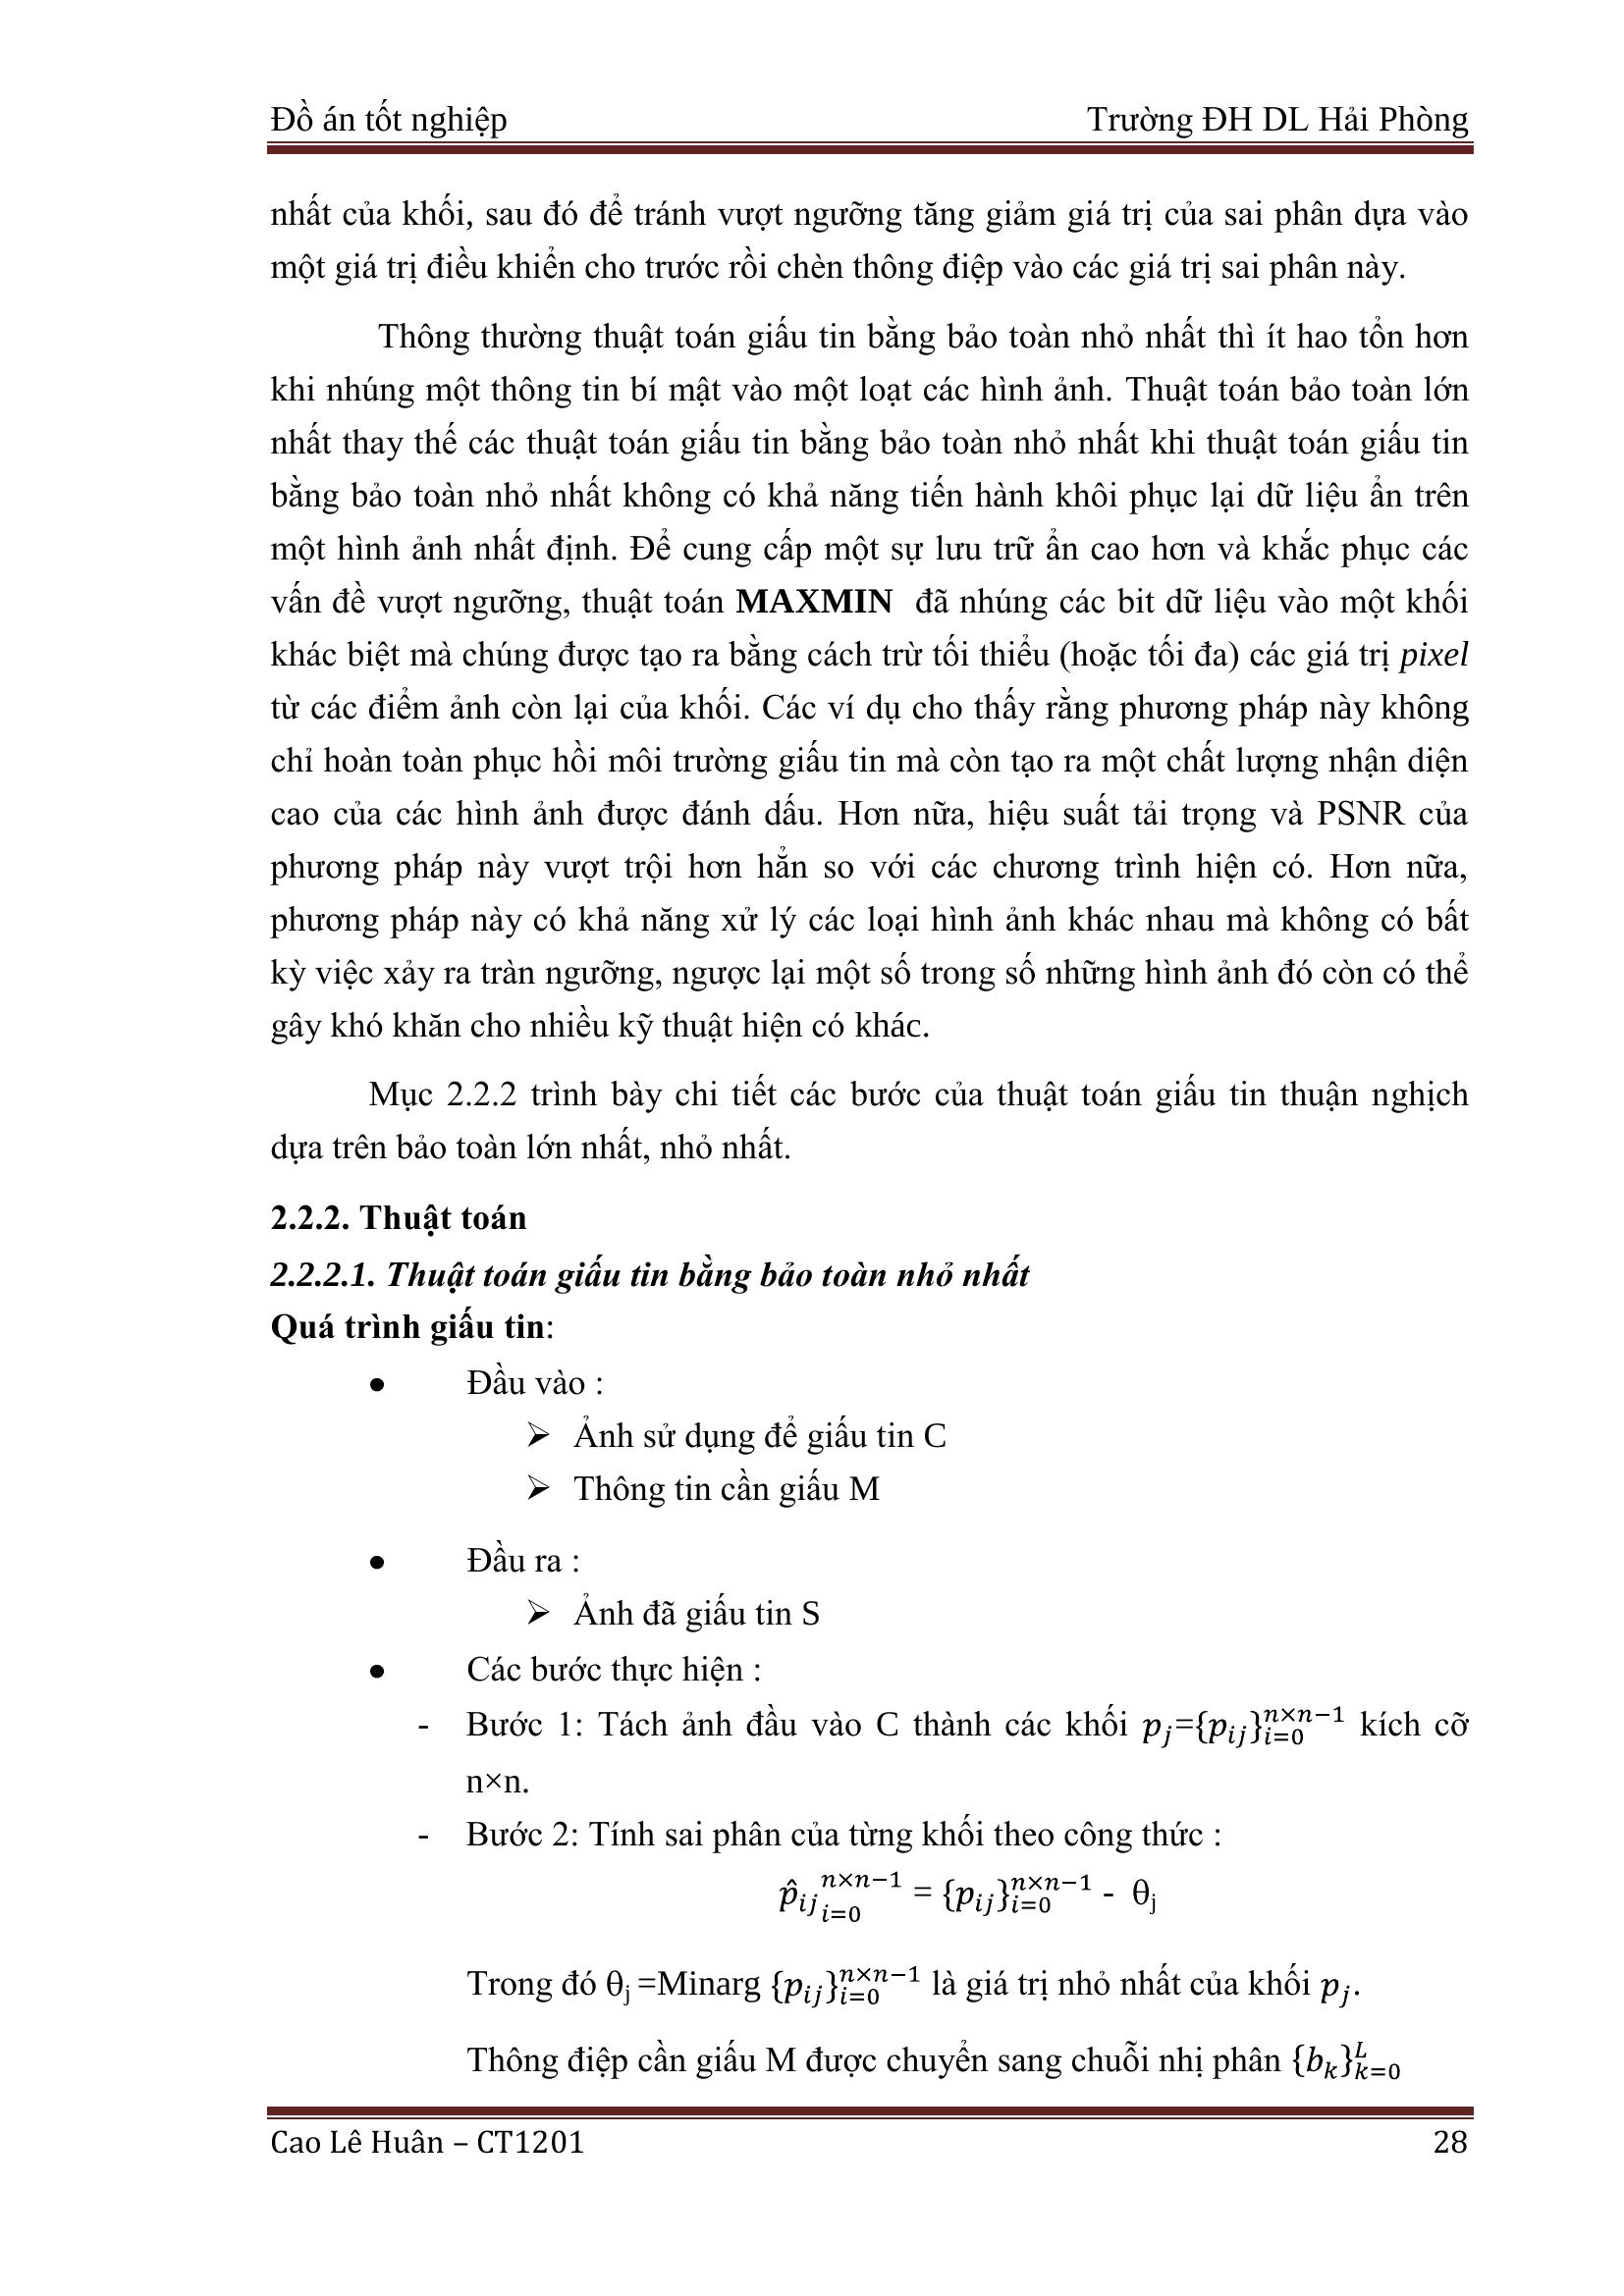 Đồ án tốt nghiệp Trường ĐH DL Hải Phòng
nhất của khối, sau đó để tránh vượt ngưỡng tăng giảm giá trị của sai phân dựa vào
một giá trị điều khiển cho trước rồi chèn thông điệp vào các giá trị sai phân này.
Thông thường thuật toán giấu tin bằng bảo toàn nhỏ nhất thì ít hao tổn hơn
khi nhúng một thông tin bí mật vào một loạt các hình ảnh. Thuật toán bảo toàn lớn
nhất thay thế các thuật toán giấu tin bằng bảo toàn nhỏ nhất khi thuật toán giấu tin
bằng bảo toàn nhỏ nhất không có khả năng tiến hành khôi phục lại dữ liệu ẩn trên
một hình ảnh nhất định. Để cung cấp một sự lưu trữ ẩn cao hơn và khắc phục các
vấn đề vượt ngưỡng, thuật toán MAXMIN đã nhúng các bit dữ liệu vào một khối
khác biệt mà chúng được tạo ra bằng cách trừ tối thiểu (hoặc tối đa) các giá trị pixel
từ các điểm ảnh còn lại của khối. Các ví dụ cho thấy rằng phương pháp này không
chỉ hoàn toàn phục hồi môi trường giấu tin mà còn tạo ra một chất lượng nhận diện
cao của các hình ảnh được đánh dấu. Hơn nữa, hiệu suất tải trọng và PSNR của
phương pháp này vượt trội hơn hẳn so với các chương trình hiện có. Hơn nữa,
phương pháp này có khả năng xử lý các loại hình ảnh khác nhau mà không có bất
kỳ việc xảy ra tràn ngưỡng, ngược lại một số trong số những hình ảnh đó còn có thể
gây khó khăn cho nhiều kỹ thuật hiện có khác.
Mục 2.2.2 trình bày chi tiết các bước của thuật toán giấu tin thuận nghịch
dựa trên bảo toàn lớn nhất, nhỏ nhất.
2.2.2. Thuật toán
2.2.2.1. Thuật toán giấu tin bằng bảo toàn nhỏ nhất
Quá trình giấu tin:
● Đầu vào :
➢ Ảnh sử dụng để giấu tin C
➢ Thông tin cần giấu M
● Đầu ra :
➢ Ảnh đã giấu tin S
● Các bước thực hiện :
- Bước 1: Tách ảnh đầu vào C thành các khối $p_j$=$\{p_{ij}\}_{i=0}^{n×n-1}$ kích cỡ
n×n.
- Bước 2: Tính sai phân của từng khối theo công thức :
$\hat{p}_{ij}{}_{i=0}^{n×n-1}$ = $\{p_{ij}\}_{i=0}^{n×n-1}$ - $θ_j$
Trong đó $θ_j$ =Minarg $\{p_{ij}\}_{i=0}^{n×n-1}$ là giá trị nhỏ nhất của khối $p_j$.
Thông điệp cần giấu M được chuyển sang chuỗi nhị phân $\{b_k\}_{k=0}^{L}$
Cao Lê Huân – CT1201 28